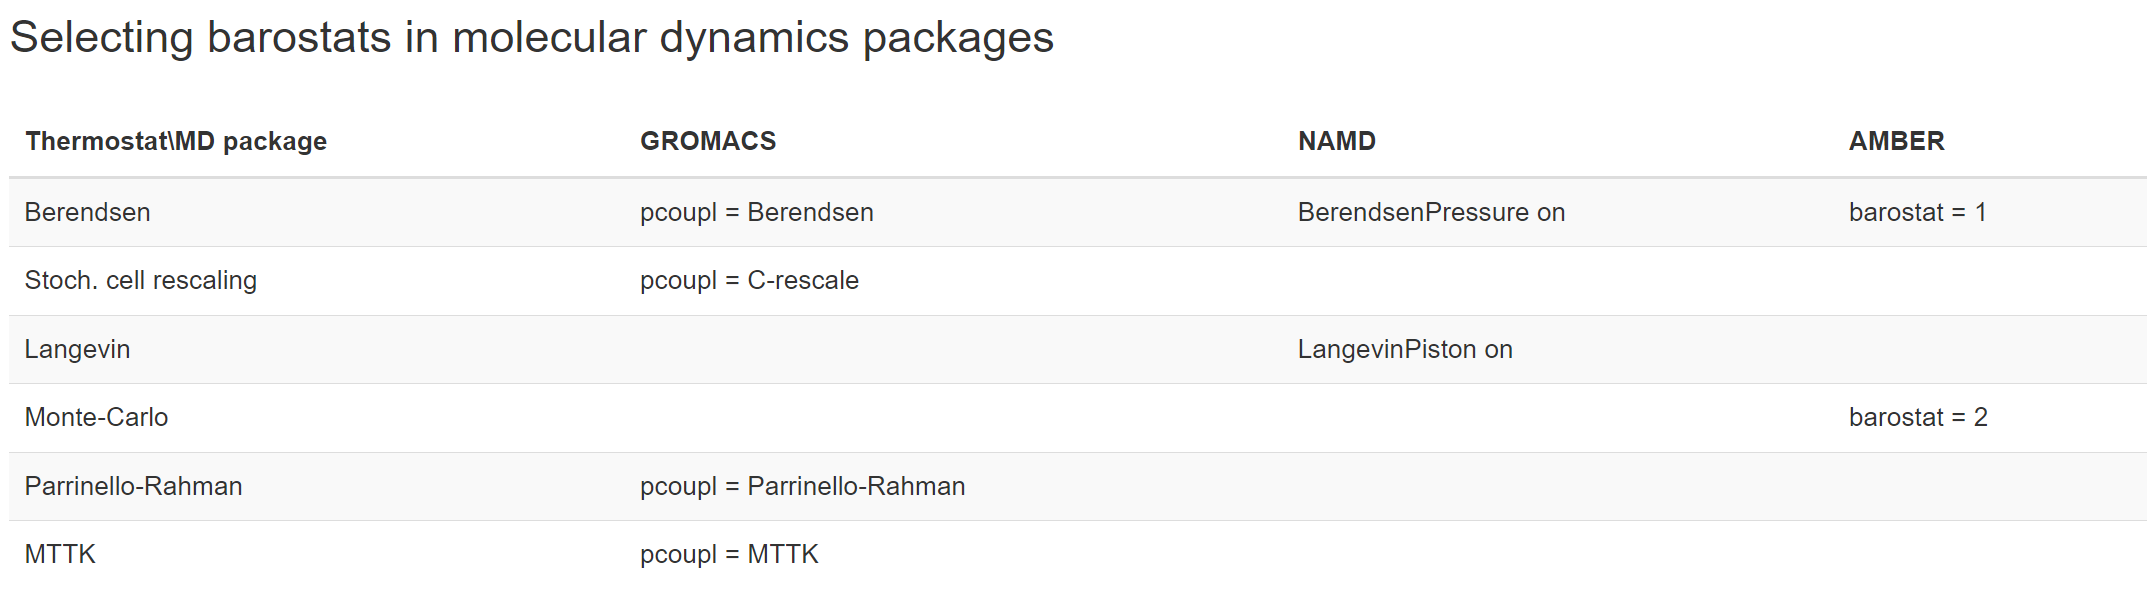 Selecting barostats in molecular dynamics packages
Thermostat\MD package GROMACS NAMD AMBER
Berendsen pcoupl = Berendsen BerendsenPressure on barostat = 1
Stoch. cell rescaling pcoupl = C-rescale
Langevin LangevinPiston on
Monte-Carlo barostat = 2
Parrinello-Rahman pcoupl = Parrinello-Rahman
MTTK pcoupl = MTTK